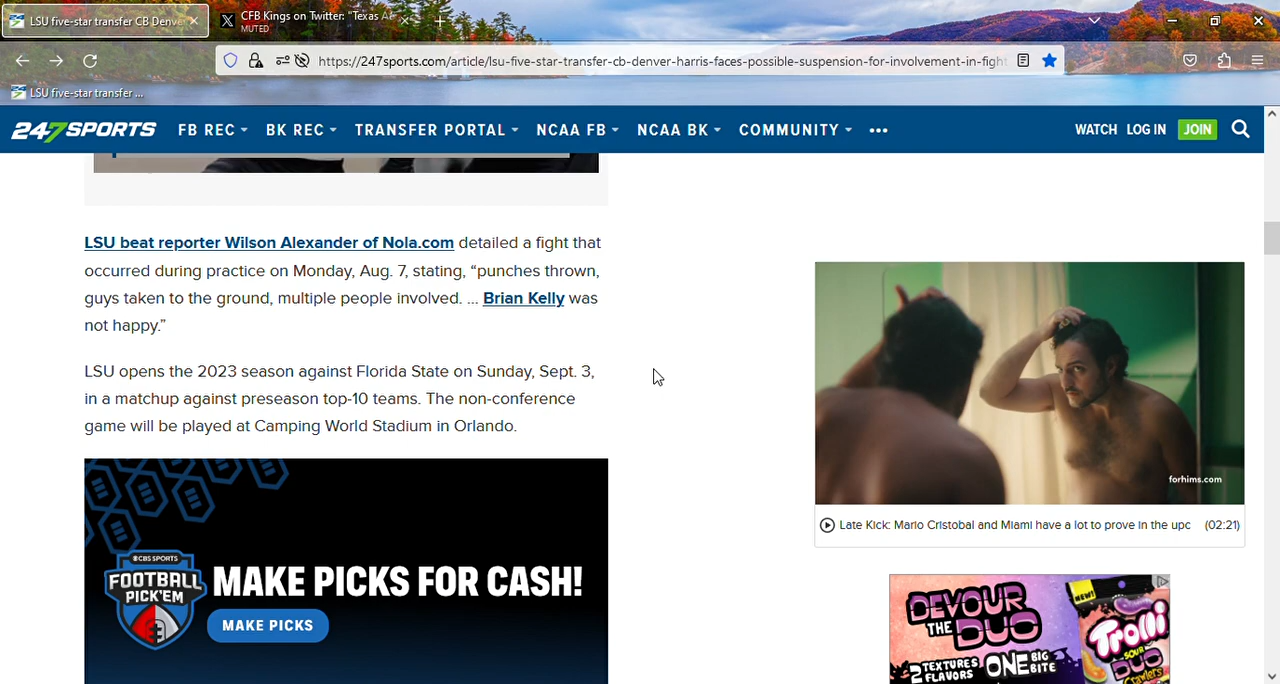 LSU five-star transfer CB Denve
CFB Kings on Twitter: "Texas A&
MUTED
https://247sports.com/article/lsu-five-star-transfer-cb-denver-harris-faces-possible-suspension-for-involvement-in-fight
LSU five-star transfer ...
247SPORTS FB REC BK REC TRANSFER PORTAL NCAA FB NCAA BK COMMUNITY ••• WATCH LOG IN JOIN
LSU beat reporter Wilson Alexander of Nola.com detailed a fight that
occurred during practice on Monday, Aug. 7, stating, “punches thrown,
guys taken to the ground, multiple people involved. ... Brian Kelly was
not happy.”
LSU opens the 2023 season against Florida State on Sunday, Sept. 3,
in a matchup against preseason top-10 teams. The non-conference
game will be played at Camping World Stadium in Orlando.
CBS SPORTS
FOOTBALL
PICK'EM
MAKE PICKS FOR CASH!
MAKE PICKS
forhims.com
Late Kick: Mario Cristobal and Miami have a lot to prove in the upc (02:21)
DEVOUR
THE DUO
2 TEXTURES
FLAVORS
ONE BIG
BITE
NEW!
Trolli
SOUR
DUO
Crawlers